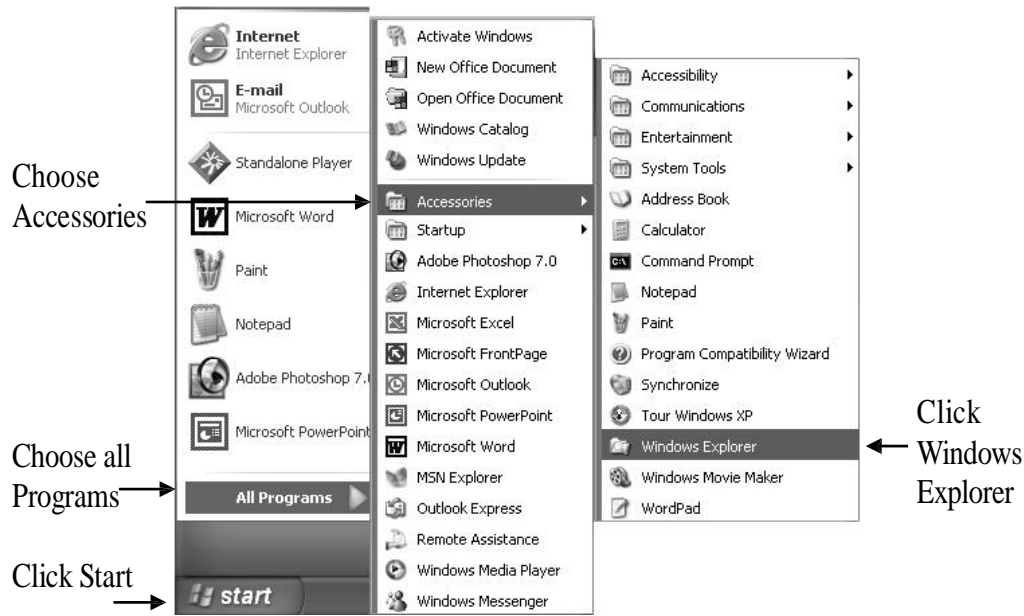 Internet
Internet Explorer
E-mail
Microsoft Outlook
Standalone Player
Microsoft Word
Paint
Notepad
Adobe Photoshop 7.
Microsoft PowerPoint
All Programs
start
Activate Windows
New Office Document
Open Office Document
Windows Catalog
Windows Update
Accessories
Startup
Adobe Photoshop 7.0
Internet Explorer
Microsoft Excel
Microsoft FrontPage
Microsoft Outlook
Microsoft PowerPoint
Microsoft Word
MSN Explorer
Outlook Express
Remote Assistance
Windows Media Player
Windows Messenger
Accessibility
Communications
Entertainment
System Tools
Address Book
Calculator
Command Prompt
Notepad
Paint
Program Compatibility Wizard
Synchronize
Tour Windows XP
Windows Explorer
Windows Movie Maker
WordPad
Choose
Accessories
Choose all
Programs
Click Start
Click
Windows
Explorer